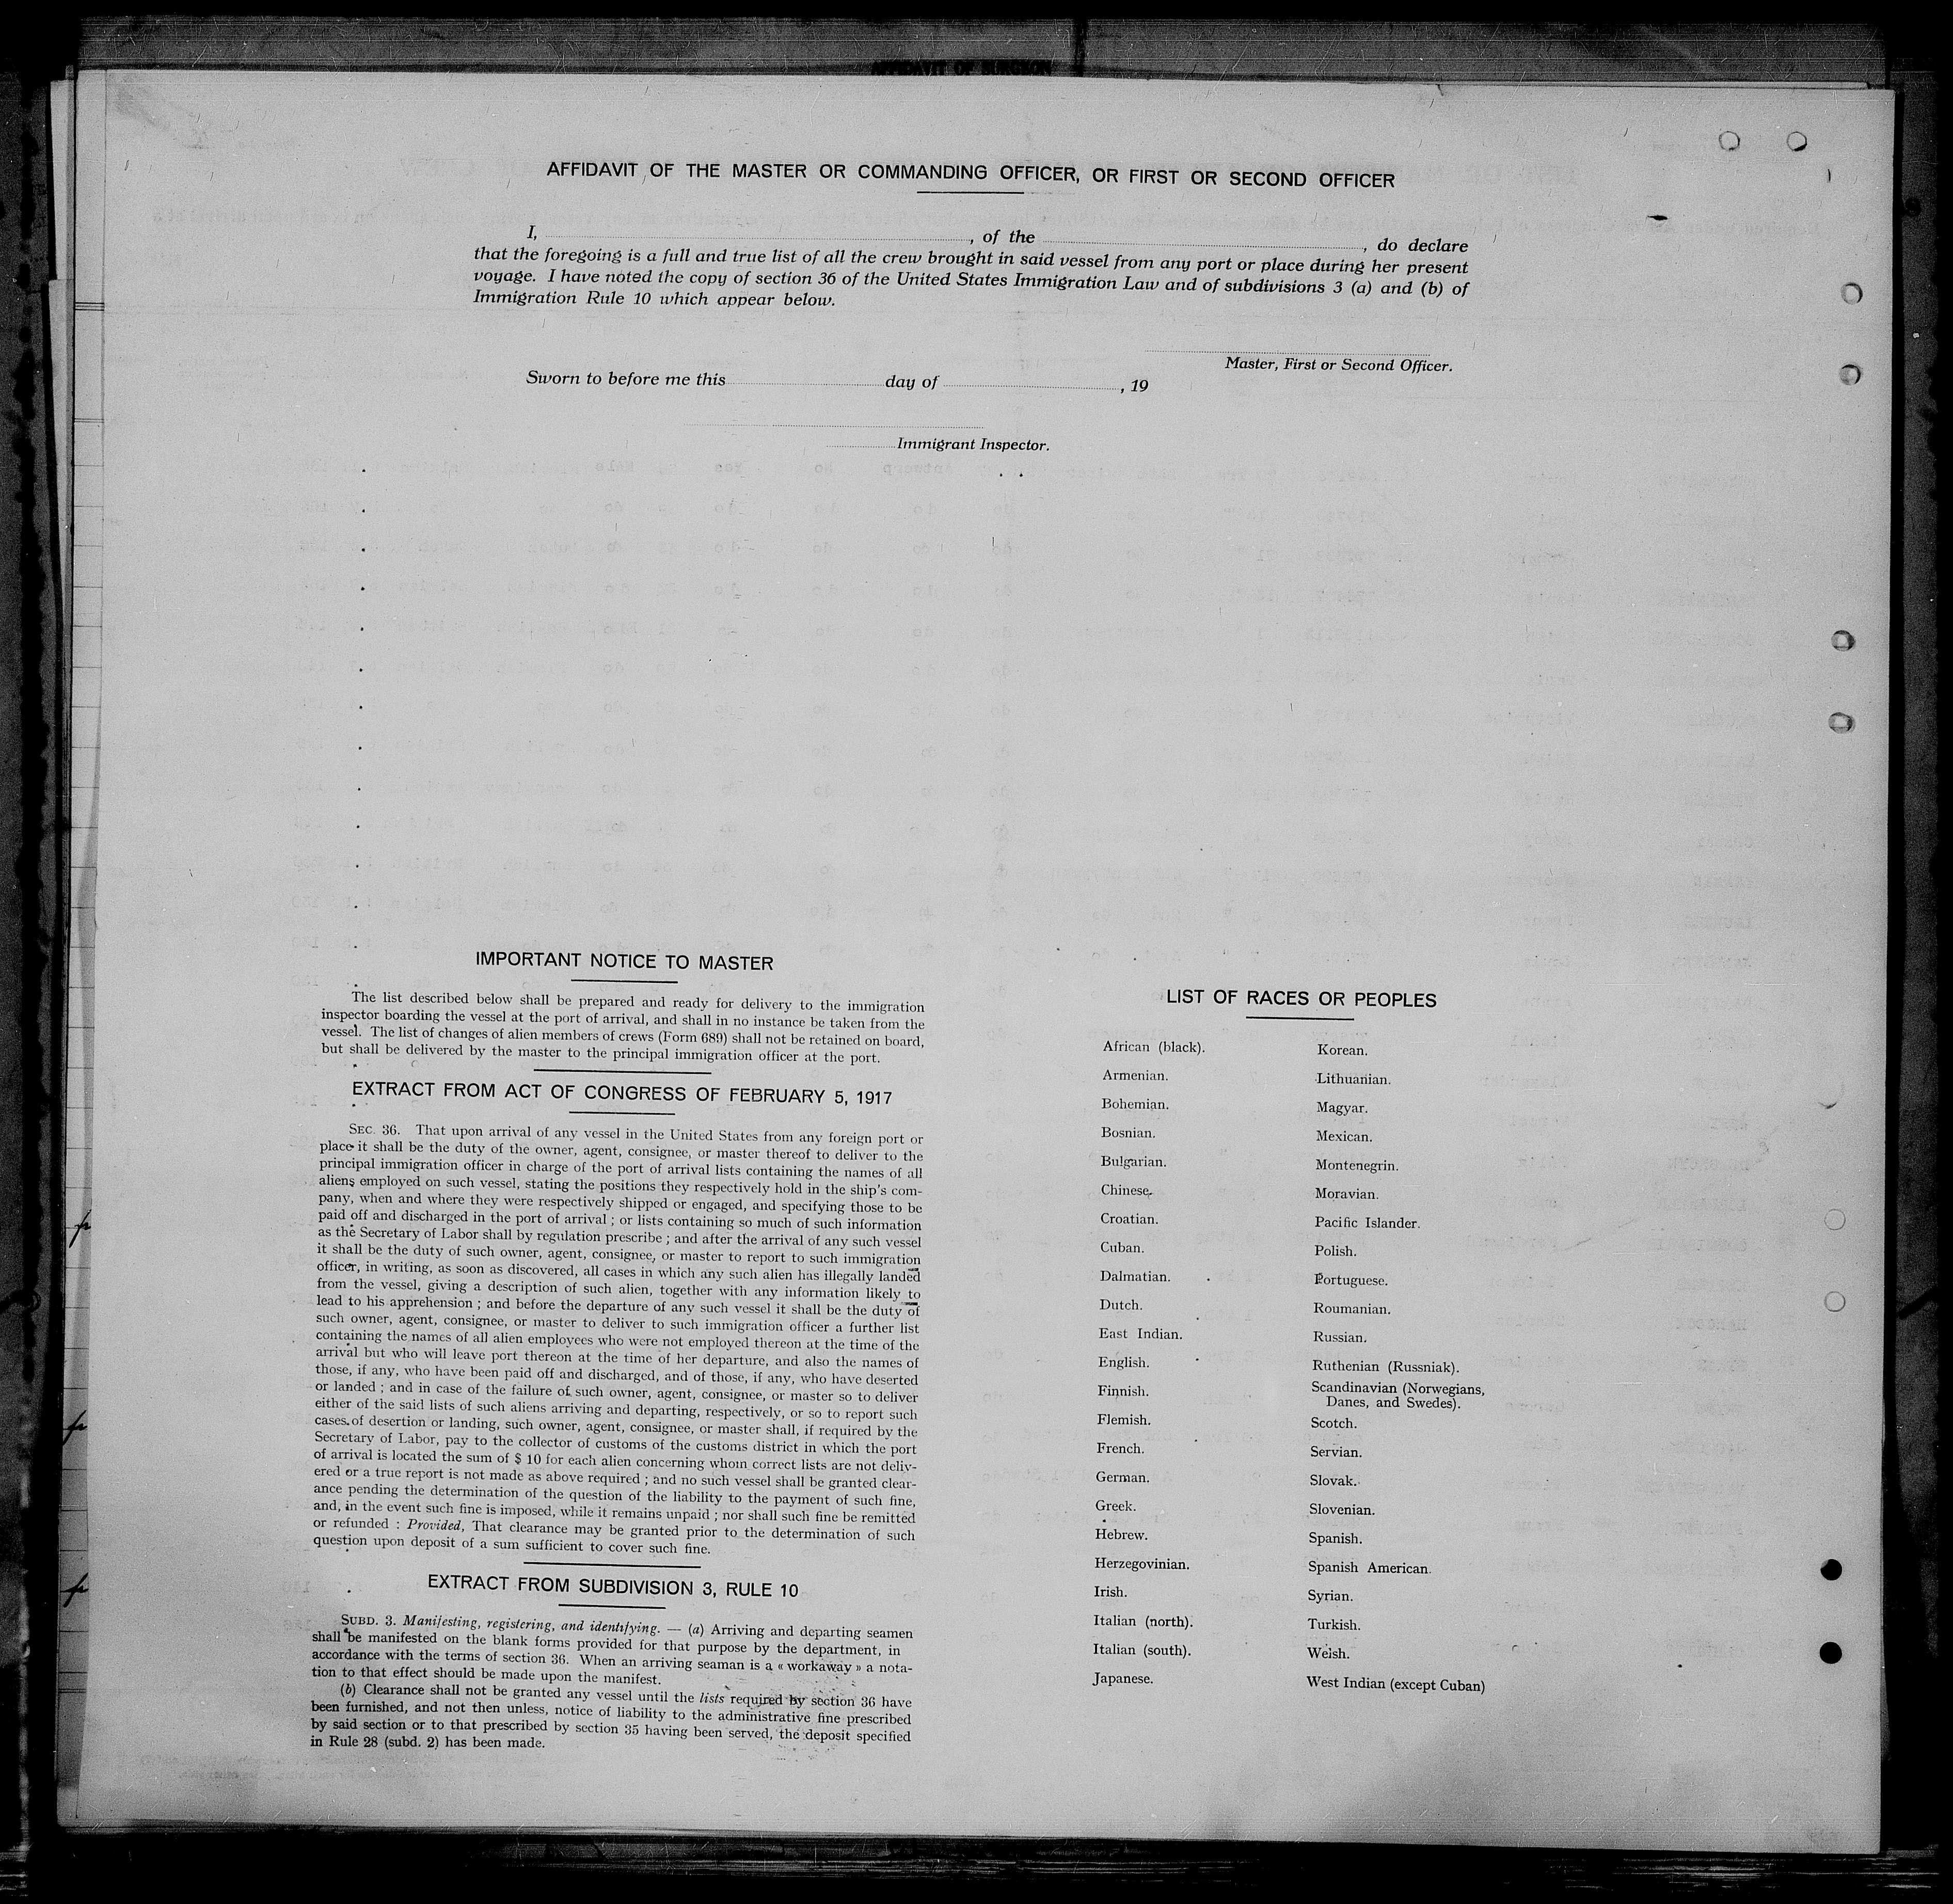 AFFIDAVIT OF SURGEON
AFFIDAVIT OF THE MASTER OR COMMANDING OFFICER, OR FIRST OR SECOND OFFICER
I, , of the , do declare
that the foregoing is a full and true list of all the crew brought in said vessel from any port or place during her present
voyage. I have noted the copy of section 36 of the United States Immigration Law and of subdivisions 3 (a) and (b) of
Immigration Rule 10 which appear below.
Master, First or Second Officer.
Sworn to before me this day of , 19
Immigrant Inspector.
IMPORTANT NOTICE TO MASTER
The list described below shall be prepared and ready for delivery to the immigration
inspector boarding the vessel at the port of arrival, and shall in no instance be taken from the
vessel. The list of changes of alien members of crews (Form 689) shall not be retained on board,
but shall be delivered by the master to the principal immigration officer at the port.
EXTRACT FROM ACT OF CONGRESS OF FEBRUARY 5, 1917
SEC. 36. That upon arrival of any vessel in the United States from any foreign port or
place it shall be the duty of the owner, agent, consignee, or master thereof to deliver to the
principal immigration officer in charge of the port of arrival lists containing the names of all
aliens employed on such vessel, stating the positions they respectively hold in the ship's com-
pany, when and where they were respectively shipped or engaged, and specifying those to be
paid off and discharged in the port of arrival ; or lists containing so much of such information
as the Secretary of Labor shall by regulation prescribe ; and after the arrival of any such vessel
it shall be the duty of such owner, agent, consignee, or master to report to such immigration
officer, in writing, as soon as discovered, all cases in which any such alien has illegally landed
from the vessel, giving a description of such alien, together with any information likely to
lead to his apprehension ; and before the departure of any such vessel it shall be the duty of
such owner, agent, consignee, or master to deliver to such immigration officer a further list
containing the names of all alien employees who were not employed thereon at the time of the
arrival but who will leave port thereon at the time of her departure, and also the names of
those, if any, who have been paid off and discharged, and of those, if any, who have deserted
or landed ; and in case of the failure of such owner, agent, consignee, or master so to deliver
either of the said lists of such aliens arriving and departing, respectively, or so to report such
cases of desertion or landing, such owner, agent, consignee, or master shall, if required by the
Secretary of Labor, pay to the collector of customs of the customs district in which the port
of arrival is located the sum of $ 10 for each alien concerning whom correct lists are not deliv-
ered or a true report is not made as above required ; and no such vessel shall be granted clear-
ance pending the determination of the question of the liability to the payment of such fine,
and, in the event such fine is imposed, while it remains unpaid ; nor shall such fine be remitted
or refunded : Provided, That clearance may be granted prior to the determination of such
question upon deposit of a sum sufficient to cover such fine.
EXTRACT FROM SUBDIVISION 3, RULE 10
SUBD. 3. Manifesting, registering, and identifying. — (a) Arriving and departing seamen
shall be manifested on the blank forms provided for that purpose by the department, in
accordance with the terms of section 36. When an arriving seaman is a « workaway » a nota-
tion to that effect should be made upon the manifest.
(b) Clearance shall not be granted any vessel until the lists required by section 36 have
been furnished, and not then unless, notice of liability to the administrative fine prescribed
by said section or to that prescribed by section 35 having been served, the deposit specified
in Rule 28 (subd. 2) has been made.
LIST OF RACES OR PEOPLES
African (black).
Armenian.
Bohemian.
Bosnian.
Bulgarian.
Chinese.
Croatian.
Cuban.
Dalmatian.
Dutch.
East Indian.
English.
Finnish.
Flemish.
French.
German.
Greek.
Hebrew.
Herzegovinian.
Irish.
Italian (north).
Italian (south).
Japanese.
Korean.
Lithuanian.
Magyar.
Mexican.
Montenegrin.
Moravian.
Pacific Islander.
Polish.
Portuguese.
Roumanian.
Russian.
Ruthenian (Russniak).
Scandinavian (Norwegians,
Danes, and Swedes).
Scotch.
Servian.
Slovak.
Slovenian.
Spanish.
Spanish American.
Syrian.
Turkish.
Welsh.
West Indian (except Cuban)